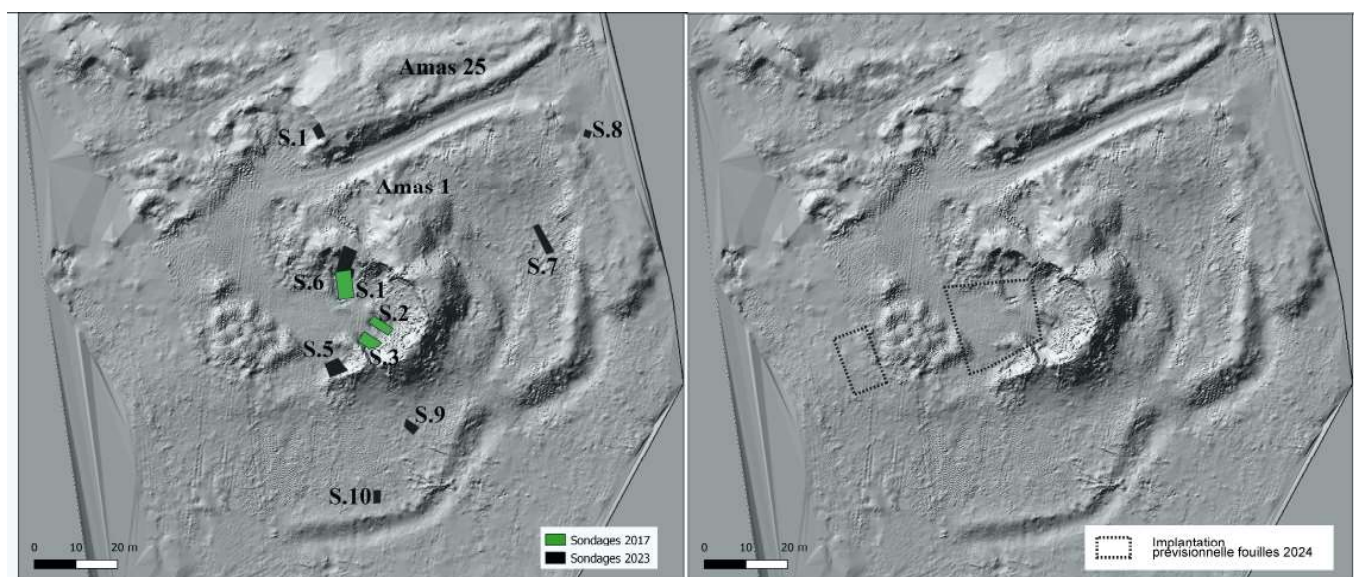 Amas 25
S.1
S.8
Amas 1
S.7
S.6
S.1
S.2
S.5
S.3
S.9
S.10
0 10 20 m
Sondages 2017
Sondages 2023
0 10 20 m
Implantation
prévisionnelle fouilles 2024